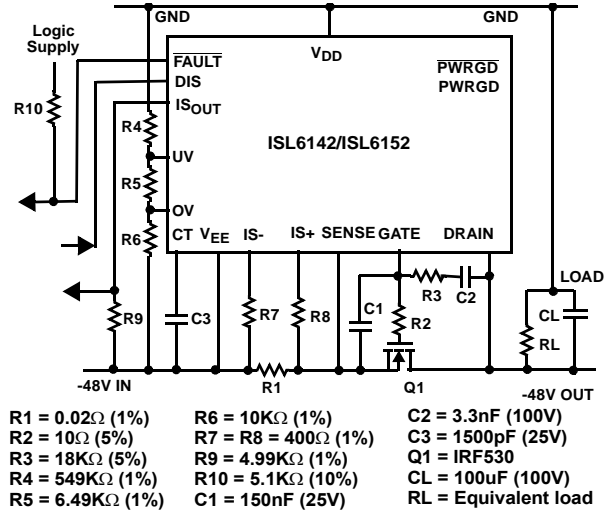 GND
GND
Logic
Supply
VDD
FAULT
DIS
ISOUT
PWRGD
PWRGD
R10
R4
ISL6142/ISL6152
UV
R5
OV
R6
CT
VEE
IS-
IS+
SENSE
GATE
DRAIN
R3
C2
LOAD
R9
C3
R7
R8
C1
R2
CL
RL
-48V IN
R1
Q1
-48V OUT
R1 = 0.02Ω (1%)
R2 = 10Ω (5%)
R3 = 18KΩ (5%)
R4 = 549KΩ (1%)
R5 = 6.49KΩ (1%)
R6 = 10KΩ (1%)
R7 = R8 = 400Ω (1%)
R9 = 4.99KΩ (1%)
R10 = 5.1KΩ (10%)
C1 = 150nF (25V)
C2 = 3.3nF (100V)
C3 = 1500pF (25V)
Q1 = IRF530
CL = 100uF (100V)
RL = Equivalent load